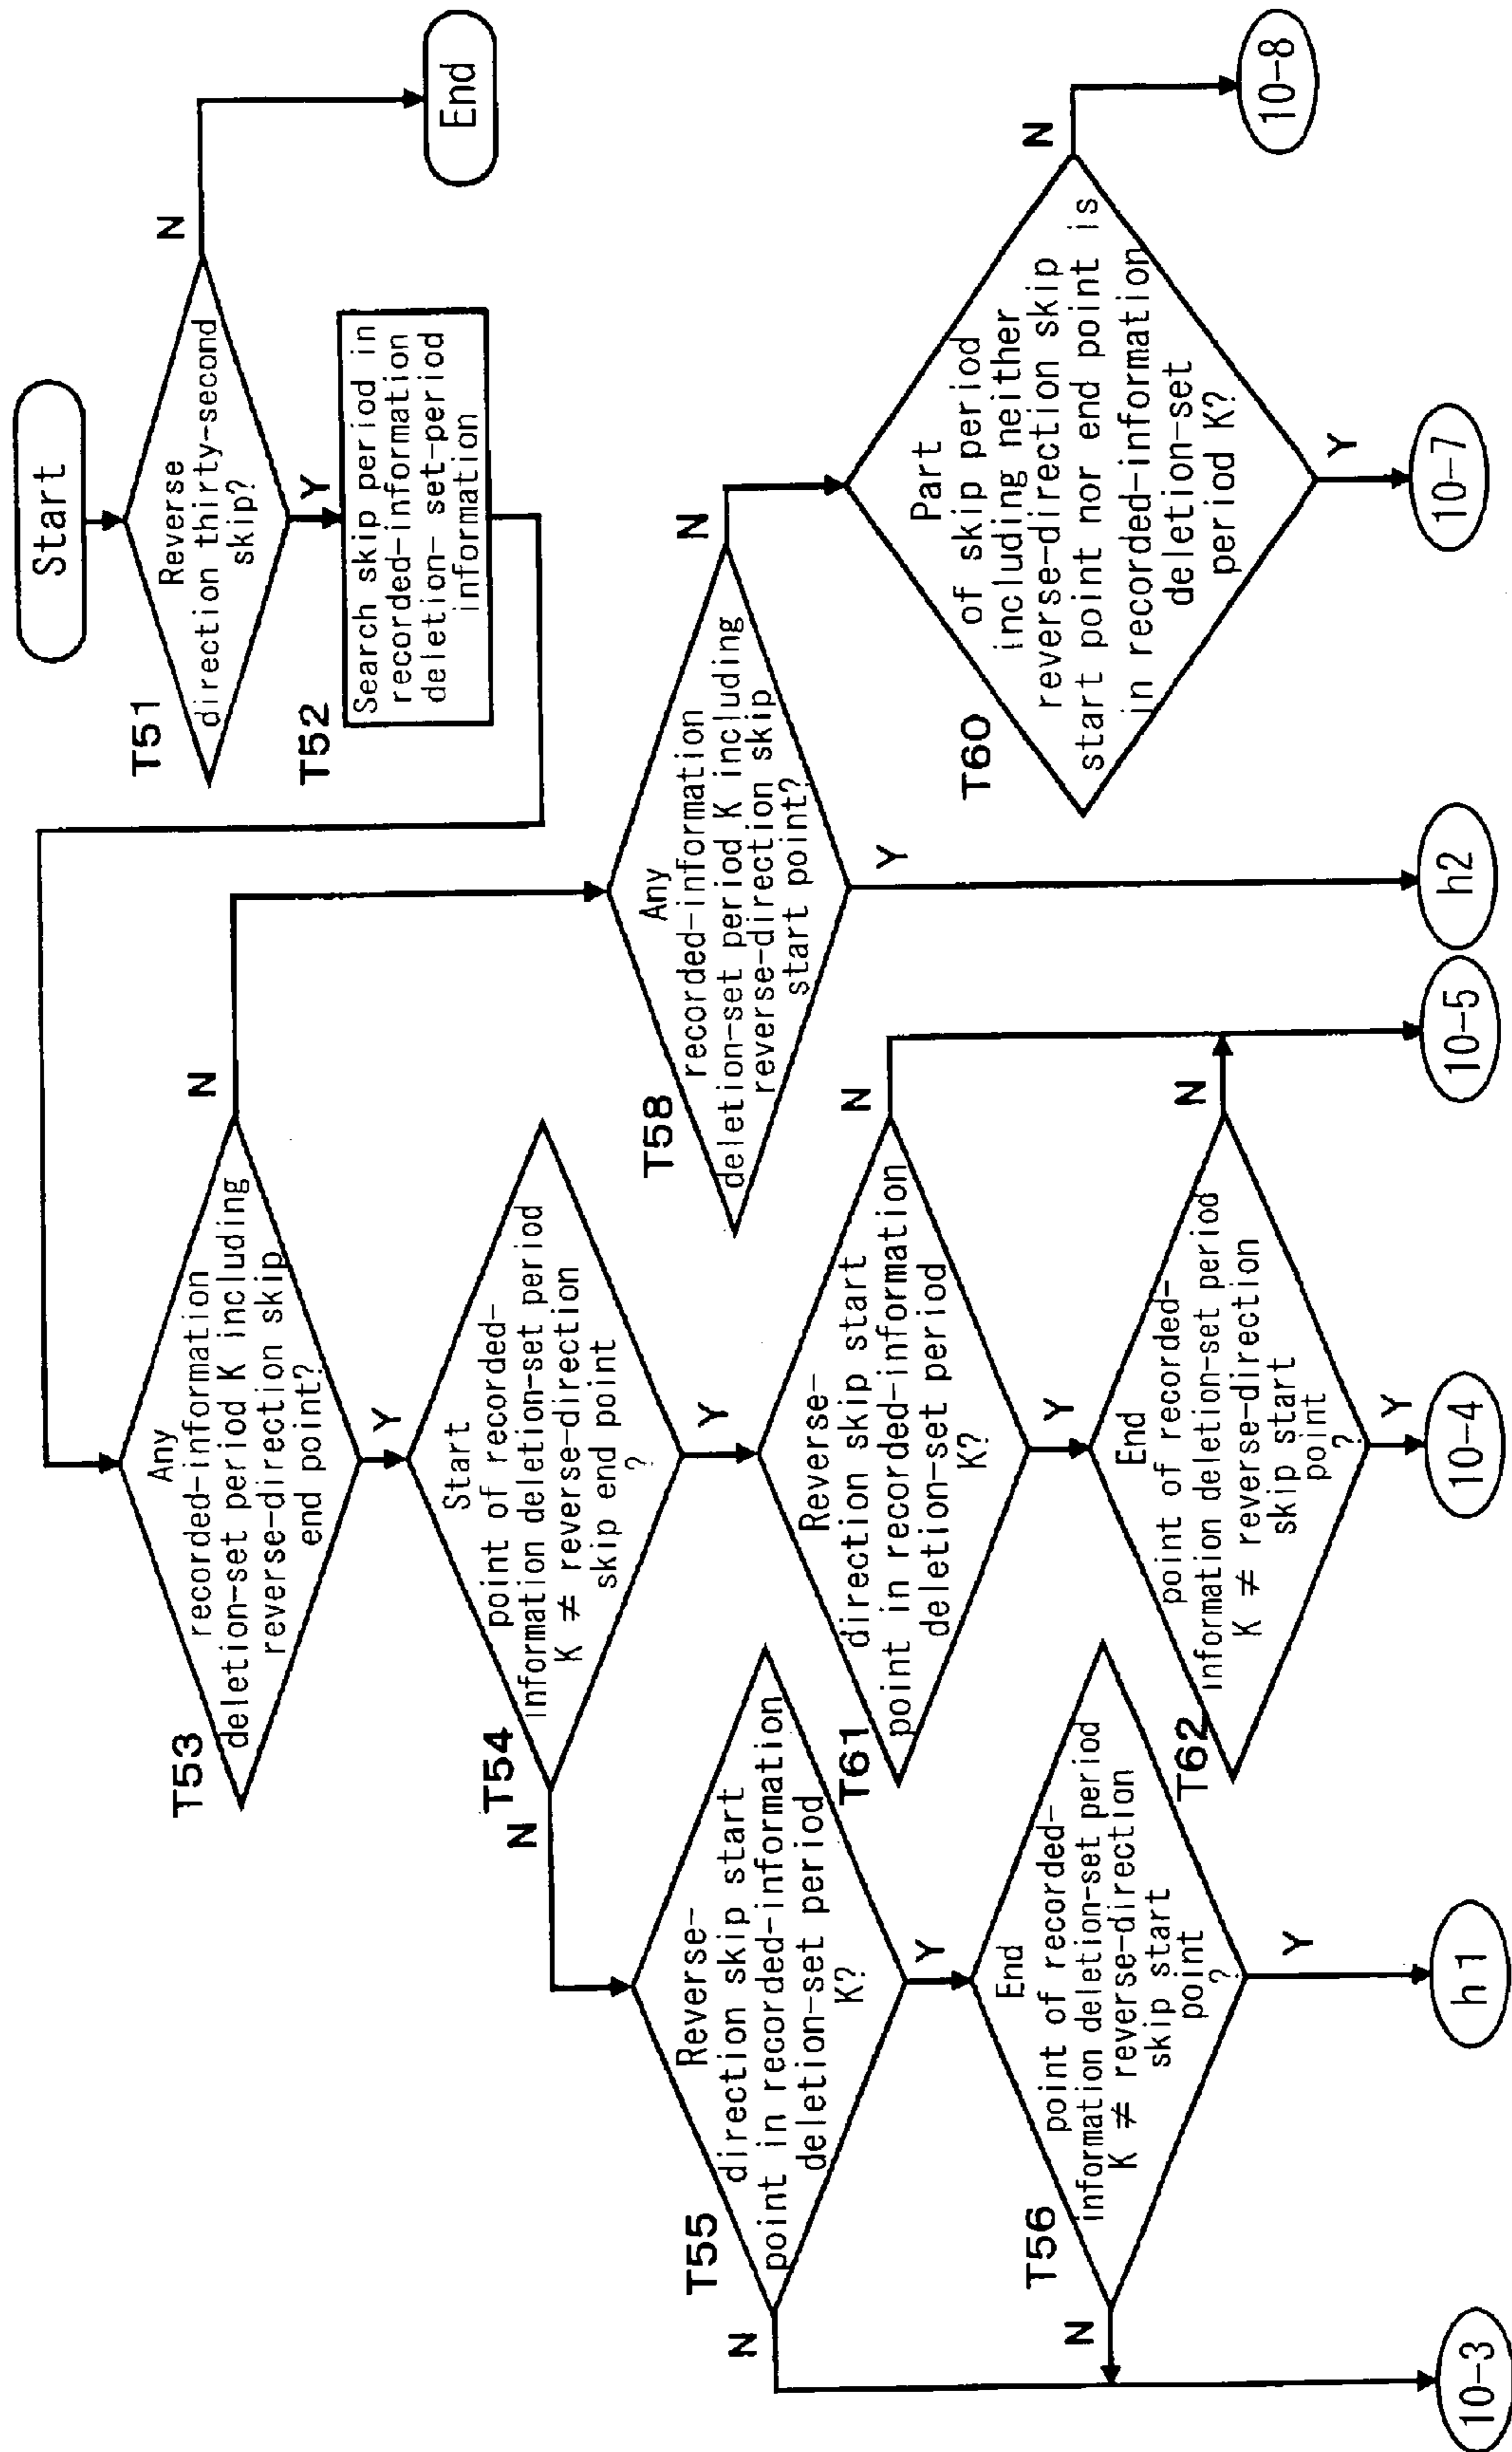 Start
T51
Reverse
direction thirty-second
skip?
N
Y
End
T52
Search skip period in
recorded-information
deletion- set-period
information
T53
Any
recorded-information
deletion-set period K including
reverse-direction skip
end point?
N
Y
T54
Start
point of recorded-
information deletion-set period
K ≠ reverse-direction
skip end point
?
N
Y
T58
Any
recorded-information
deletion-set period K including
reverse-direction skip
start point?
N
Y
T60
Part
of skip period
including neither
reverse-direction skip
start point nor end point is
in recorded-information
deletion-set
period K?
N
Y
T55
Reverse-
direction skip start
point in recorded-information
deletion-set period
K?
N
Y
T61
Reverse-
direction skip start
point in recorded-information
deletion-set period
K?
N
Y
T56
End
point of recorded-
information deletion-set period
K ≠ reverse-direction
skip start
point
?
N
Y
T62
End
point of recorded-
information deletion-set period
K ≠ reverse-direction
skip start
point
?
N
Y
10-3
h1
10-4
10-5
h2
10-7
10-8